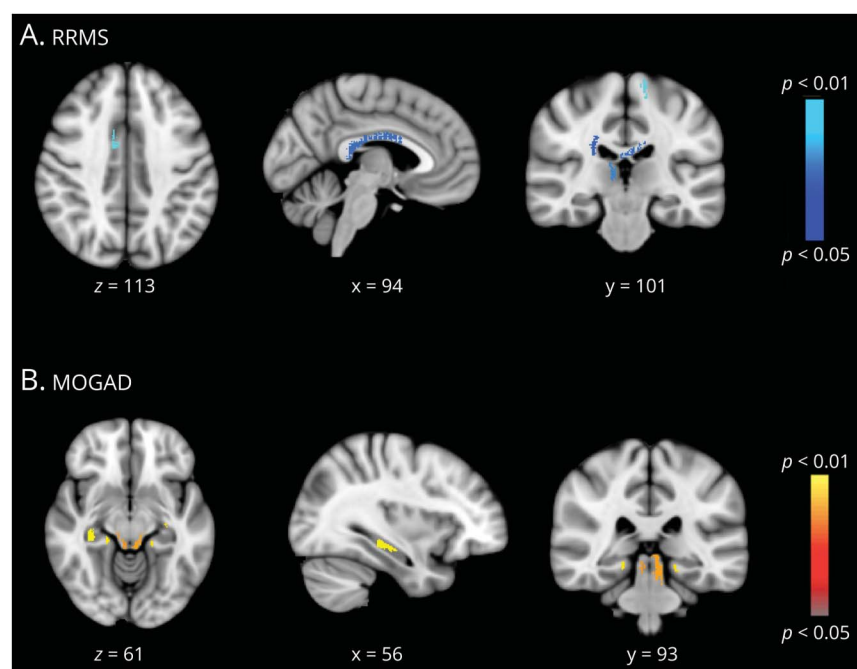 A. RRMS
p < 0.01
p < 0.05
z = 113
x = 94
y = 101
B. MOGAD
p < 0.01
p < 0.05
z = 61
x = 56
y = 93